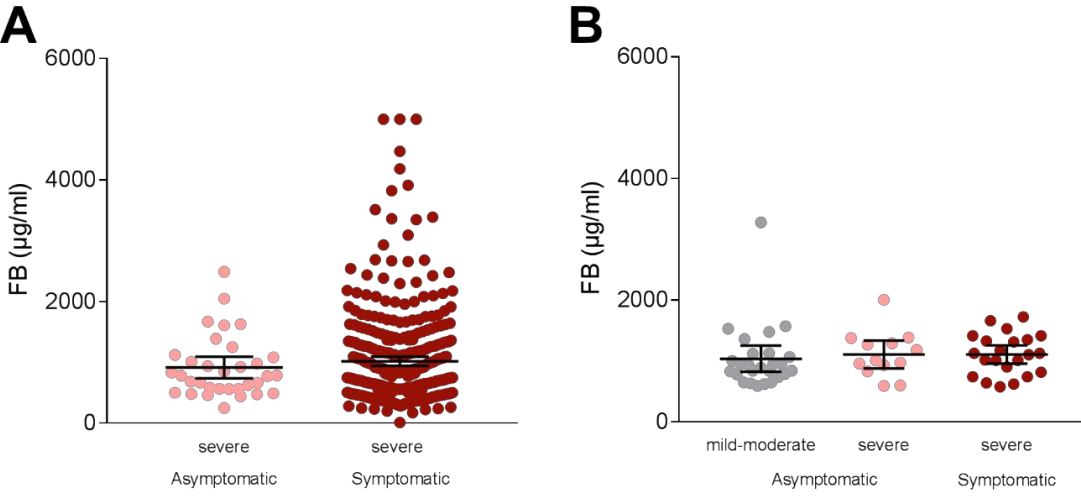 A
B
6000
4000
2000
0
FB (µg/ml)
severe
severe
Asymptomatic
Symptomatic
6000
4000
2000
0
FB (µg/ml)
mild-moderate
severe
severe
Asymptomatic
Symptomatic